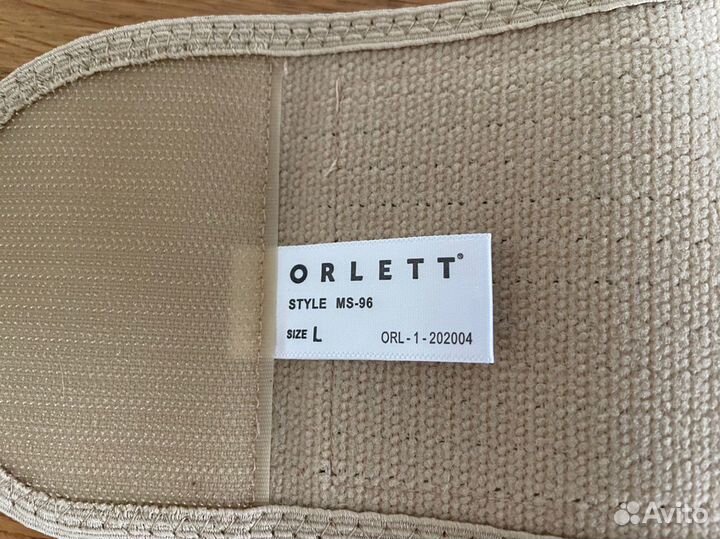 ORLETT®
STYLE MS-96
SIZE L ORL-1-202004
Avito